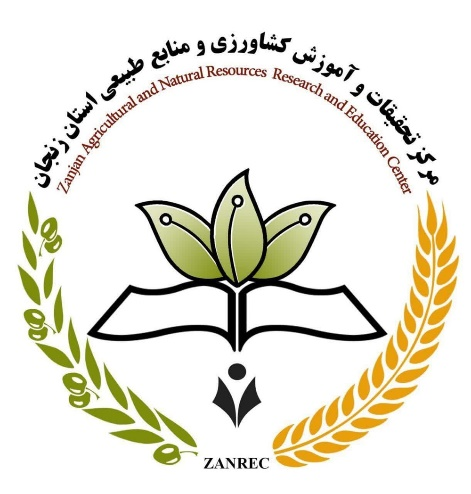 مرکز تحقیقات و آموزش کشاورزی و منابع طبیعی استان زنجان
Zanjan Agricultural and Natural Resources Research and Education Center
ZANREC